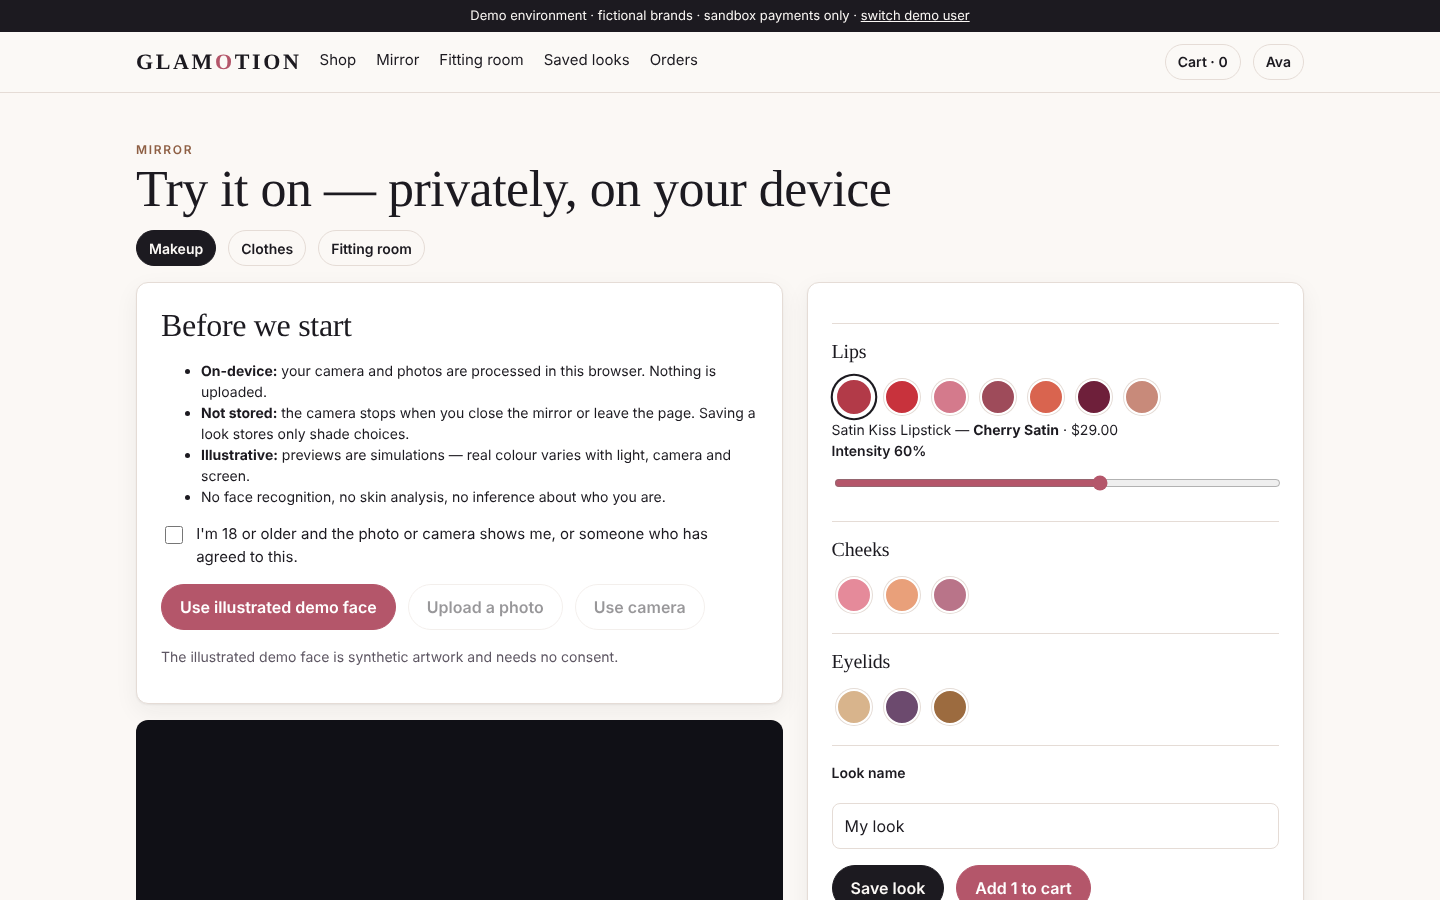 Demo environment · fictional brands · sandbox payments only · switch demo user
GLAMOTION
Shop
Mirror
Fitting room
Saved looks
Orders
Cart · 0
Ava
MIRROR
Try it on — privately, on your device
Makeup
Clothes
Fitting room
Before we start
On-device: your camera and photos are processed in this browser. Nothing is
uploaded.
Not stored: the camera stops when you close the mirror or leave the page. Saving a
look stores only shade choices.
Illustrative: previews are simulations — real colour varies with light, camera and
screen.
No face recognition, no skin analysis, no inference about who you are.
I'm 18 or older and the photo or camera shows me, or someone who has
agreed to this.
Use illustrated demo face
Upload a photo
Use camera
The illustrated demo face is synthetic artwork and needs no consent.
Lips
Satin Kiss Lipstick — Cherry Satin · $29.00
Intensity 60%
Cheeks
Eyelids
Look name
My look
Save look
Add 1 to cart